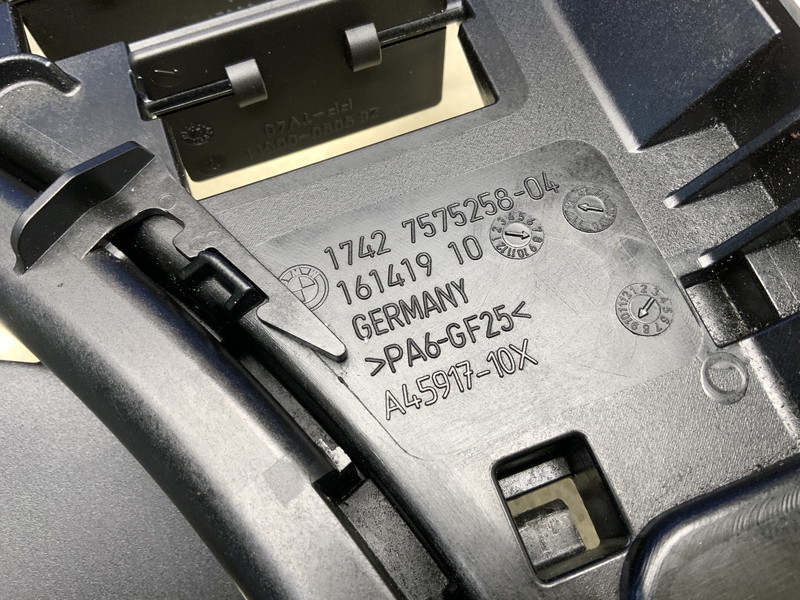 1742 7575258-04
161419 10
GERMANY
>PA6-GF25<
A45917-10X